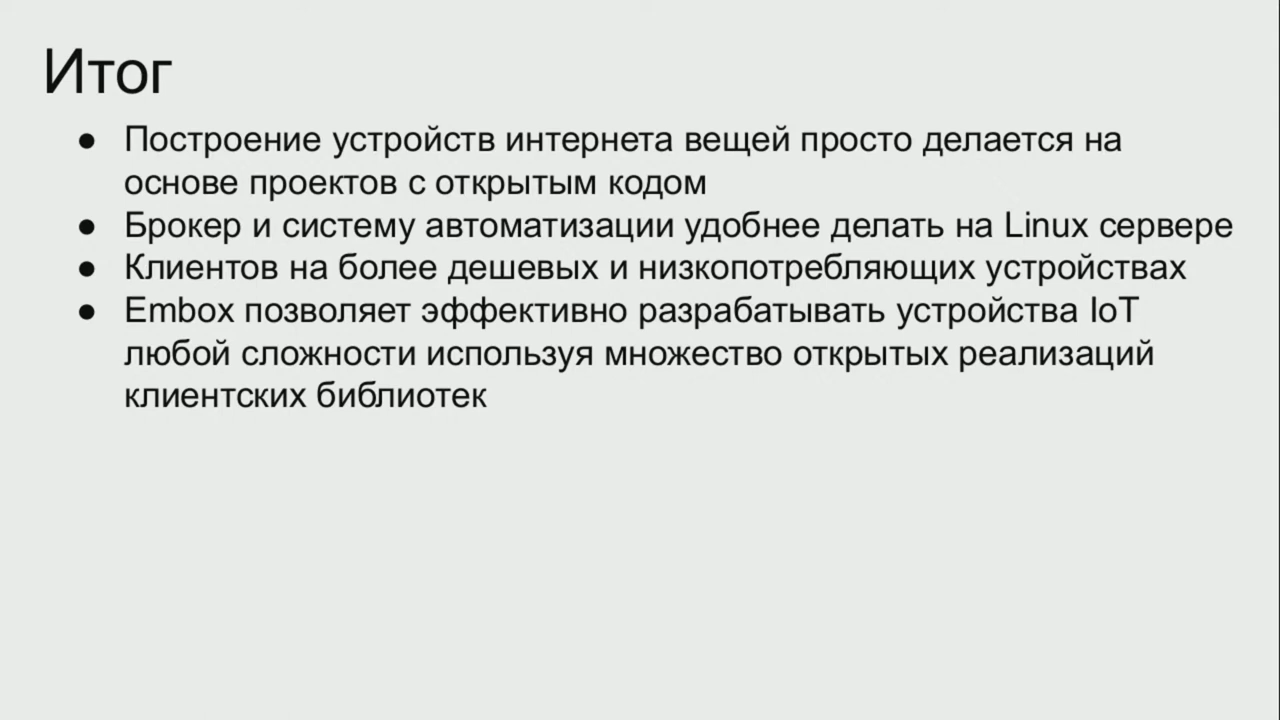 Итог
● Построение устройств интернета вещей просто делается на
основе проектов с открытым кодом
● Брокер и систему автоматизации удобнее делать на Linux сервере
● Клиентов на более дешевых и низкопотребляющих устройствах
● Embox позволяет эффективно разрабатывать устройства IoT
любой сложности используя множество открытых реализаций
клиентских библиотек